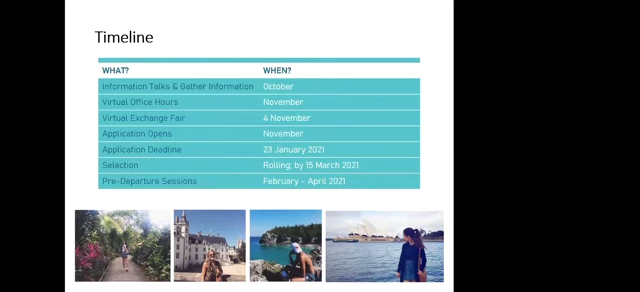 Timeline
WHAT? WHEN?
Information Talks & Gather Information October
Virtual Office Hours November
Virtual Exchange Fair 4 November
Application Opens November
Application Deadline 23 January 2021
Selection Rolling; by 15 March 2021
Pre-Departure Sessions February – April 2021